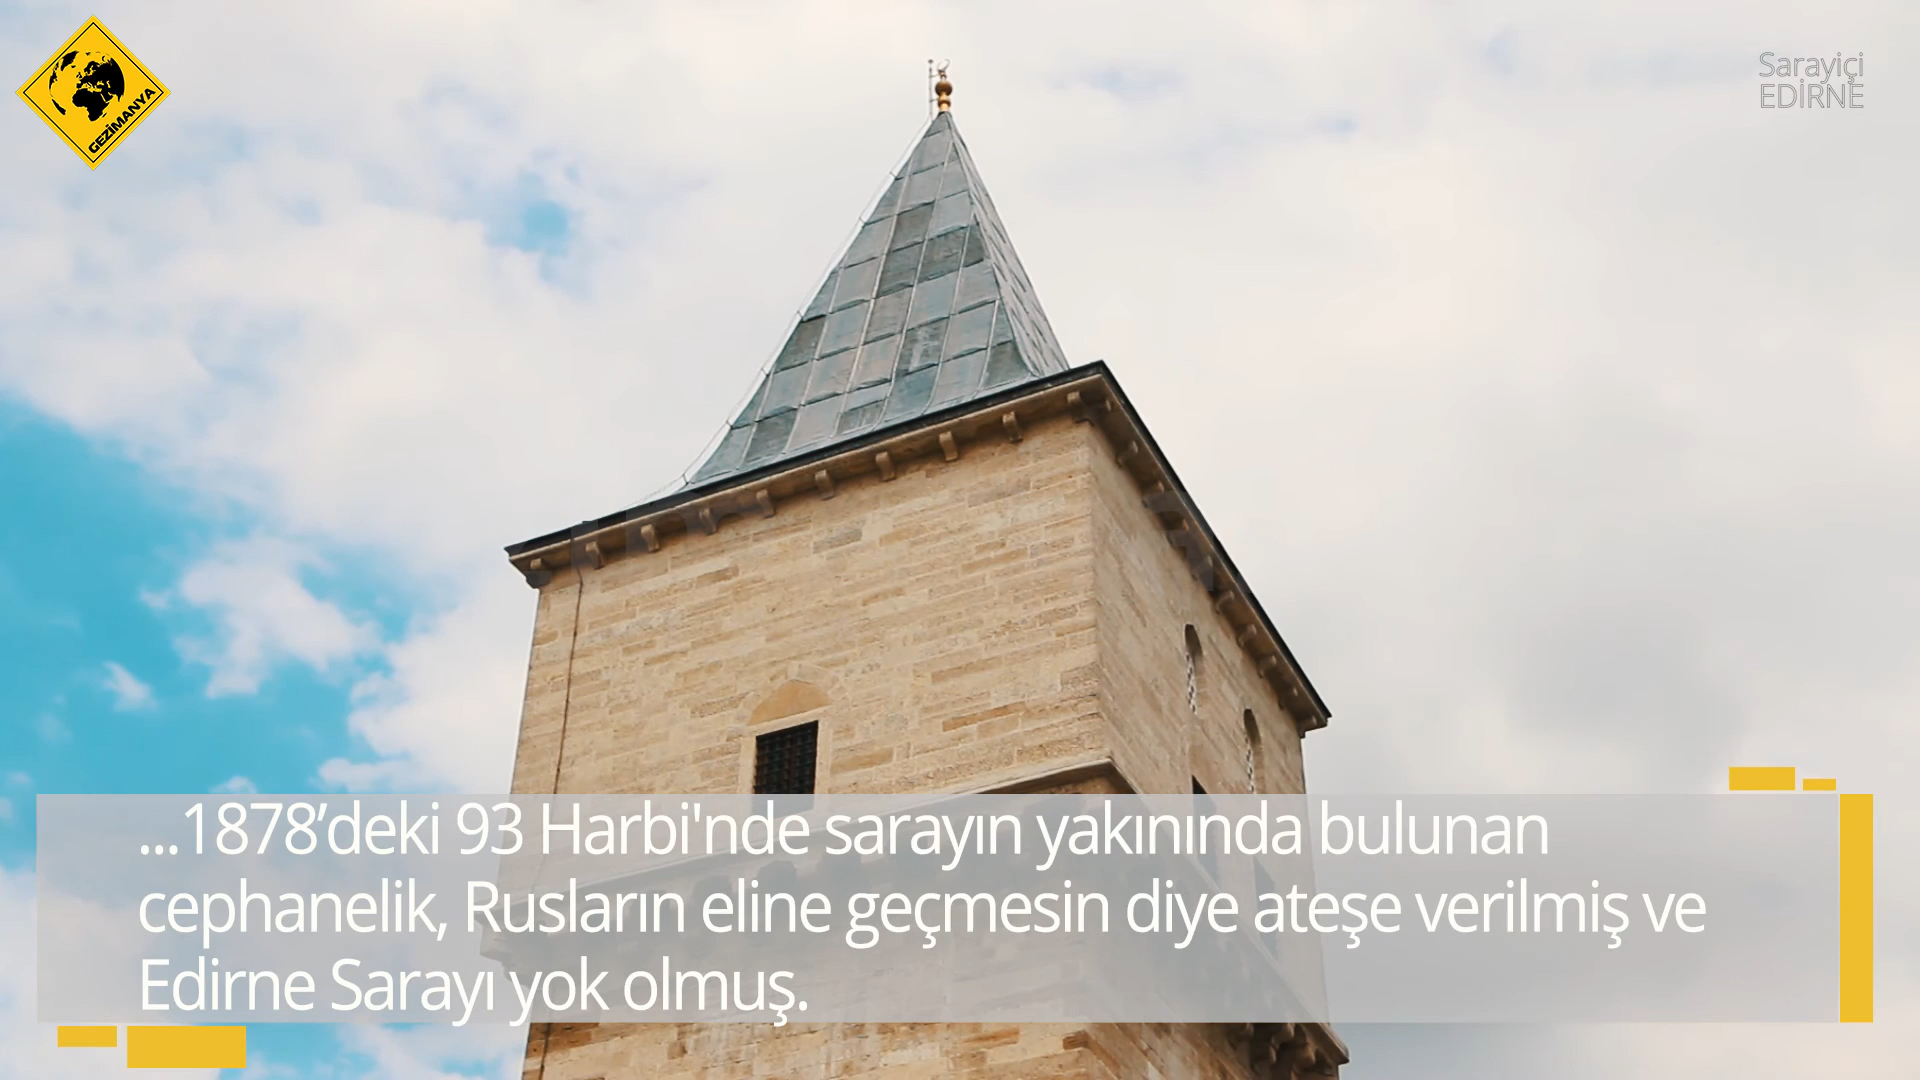 GEZİMANYA
Sarayiçi
EDİRNE
...1878’deki 93 Harbi'nde sarayın yakınında bulunan
cephanelik, Rusların eline geçmesin diye ateşe verilmiş ve
Edirne Sarayı yok olmuş.